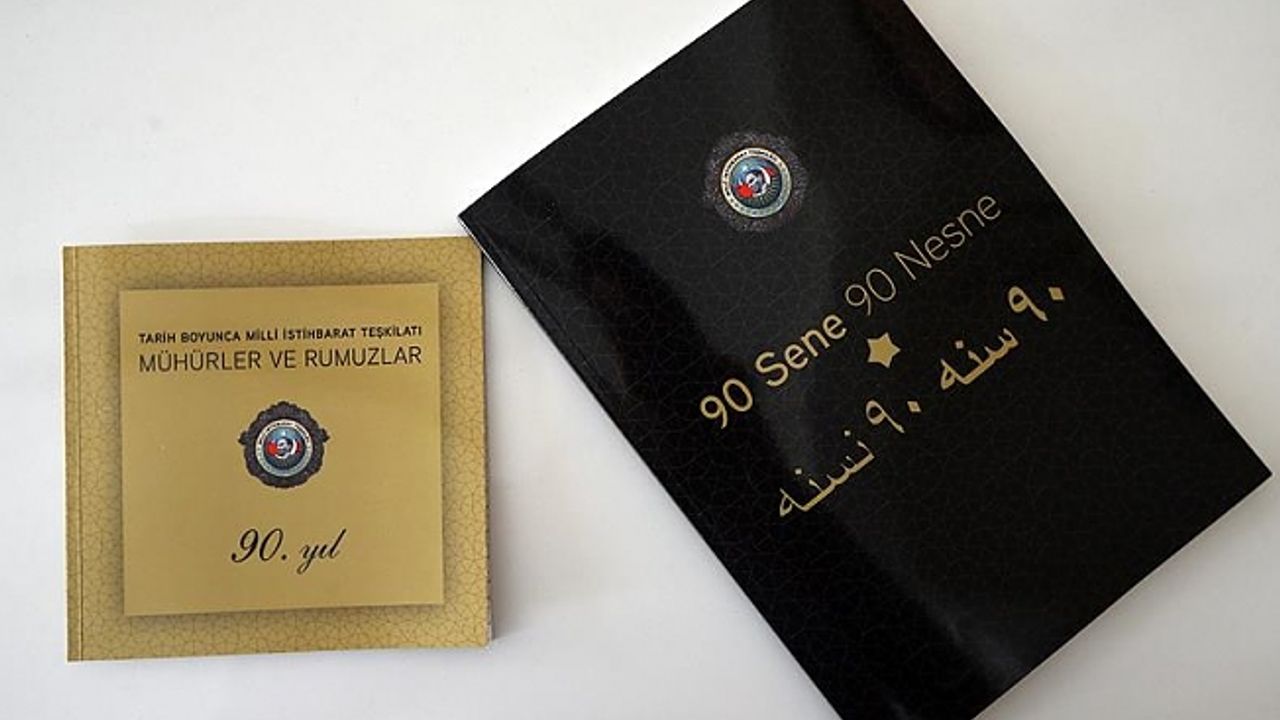 TARİH BOYUNCA MİLLİ İSTİHBARAT TEŞKİLATI
MÜHÜRLER VE RUMUZLAR
90. yıl
90 Sene 90 Nesne
٩٠ سنه ٩٠ نسنه